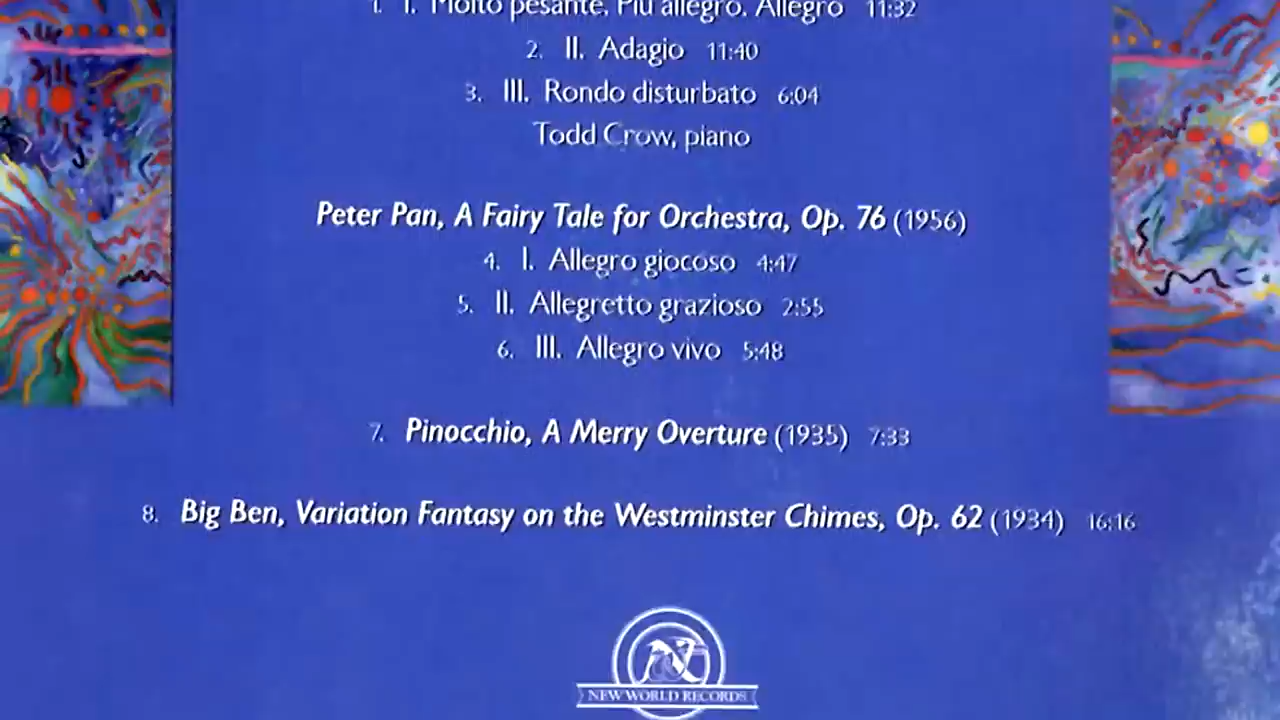 1. I. Molto pesante. Più allegro. Allegro 11:32
2. II. Adagio 11:40
3. III. Rondo disturbato 6:04
Todd Crow, piano
Peter Pan, A Fairy Tale for Orchestra, Op. 76 (1956)
4. I. Allegro giocoso 4:47
5. II. Allegretto grazioso 2:55
6. III. Allegro vivo 5:48
7. Pinocchio, A Merry Overture (1935) 7:33
8. Big Ben, Variation Fantasy on the Westminster Chimes, Op. 62 (1934) 16:16
NEW WORLD RECORDS